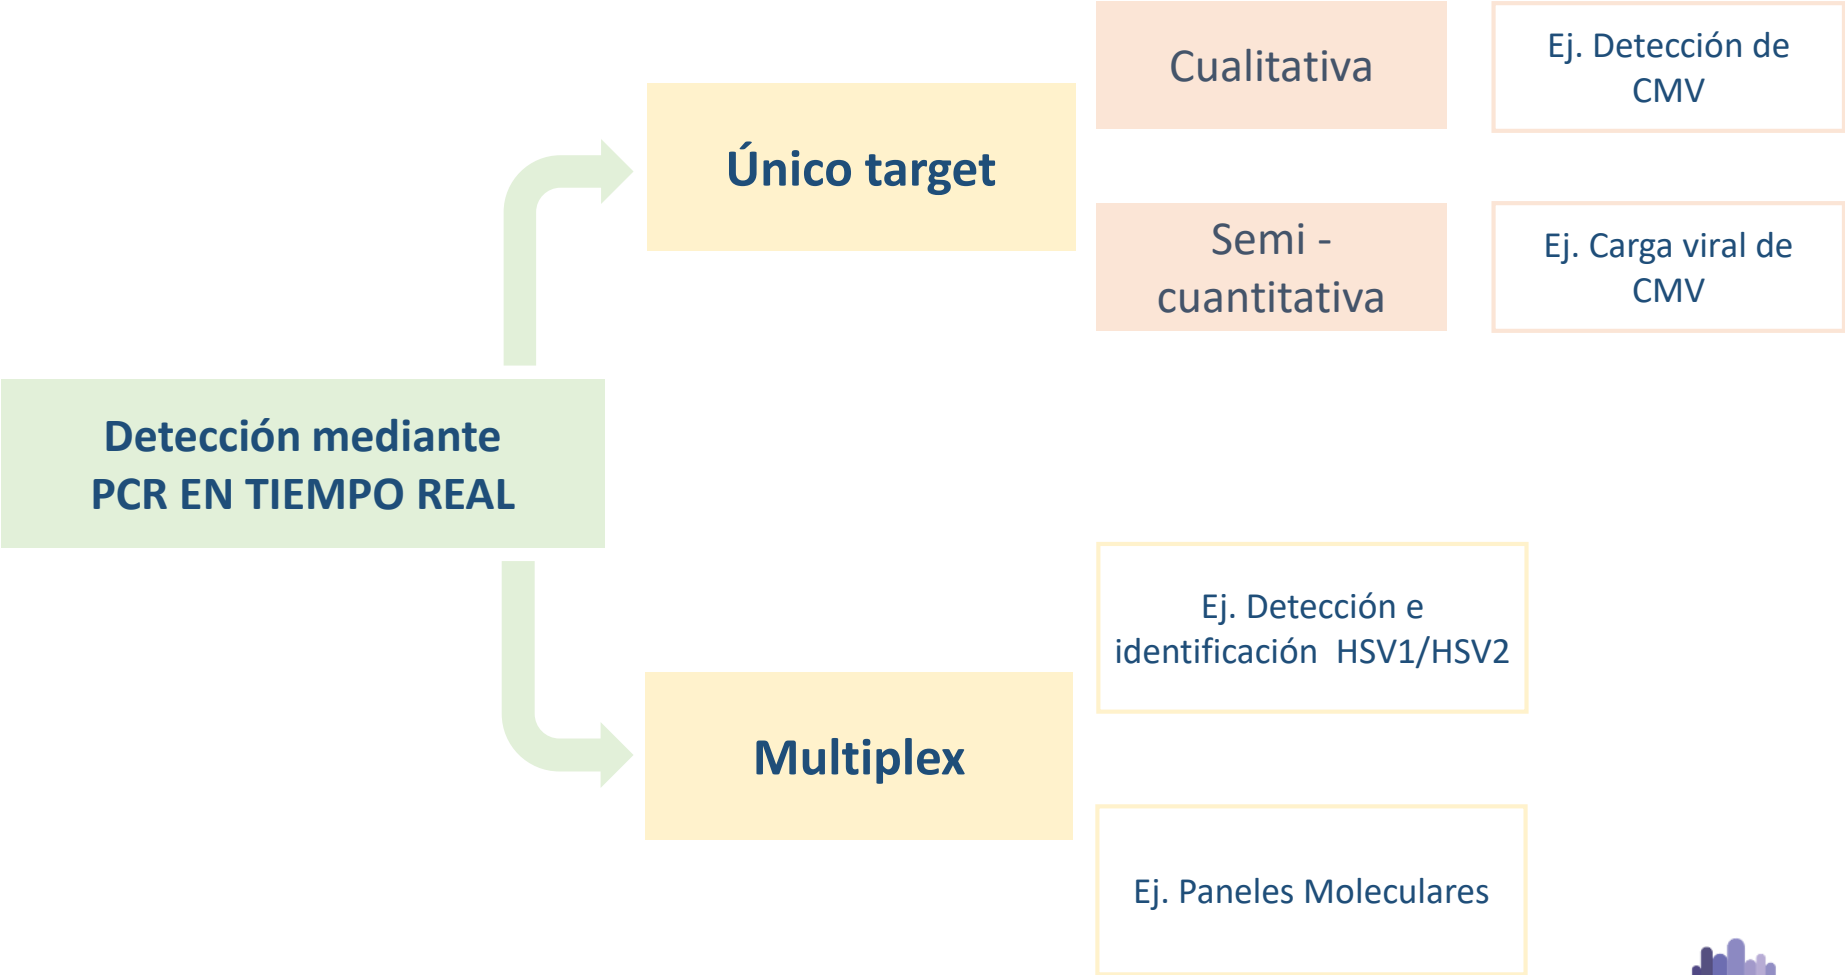 Detección mediante
PCR EN TIEMPO REAL
Único target
Cualitativa
Ej. Detección de
CMV
Semi -
cuantitativa
Ej. Carga viral de
CMV
Multiplex
Ej. Detección e
identificación  HSV1/HSV2
Ej. Paneles Moleculares